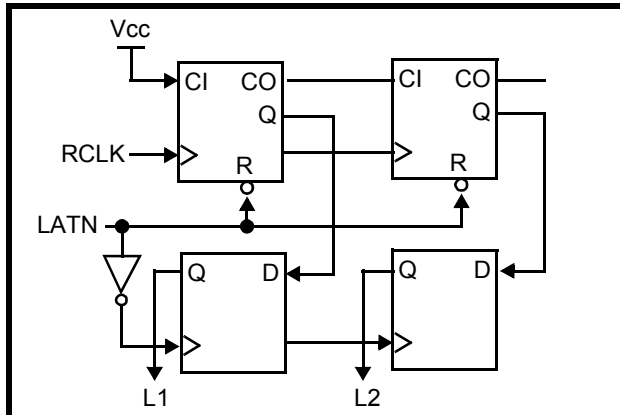 Vcc
CI CO
Q
R
CI CO
Q
R
RCLK
LATN
Q D
Q D
L1
L2